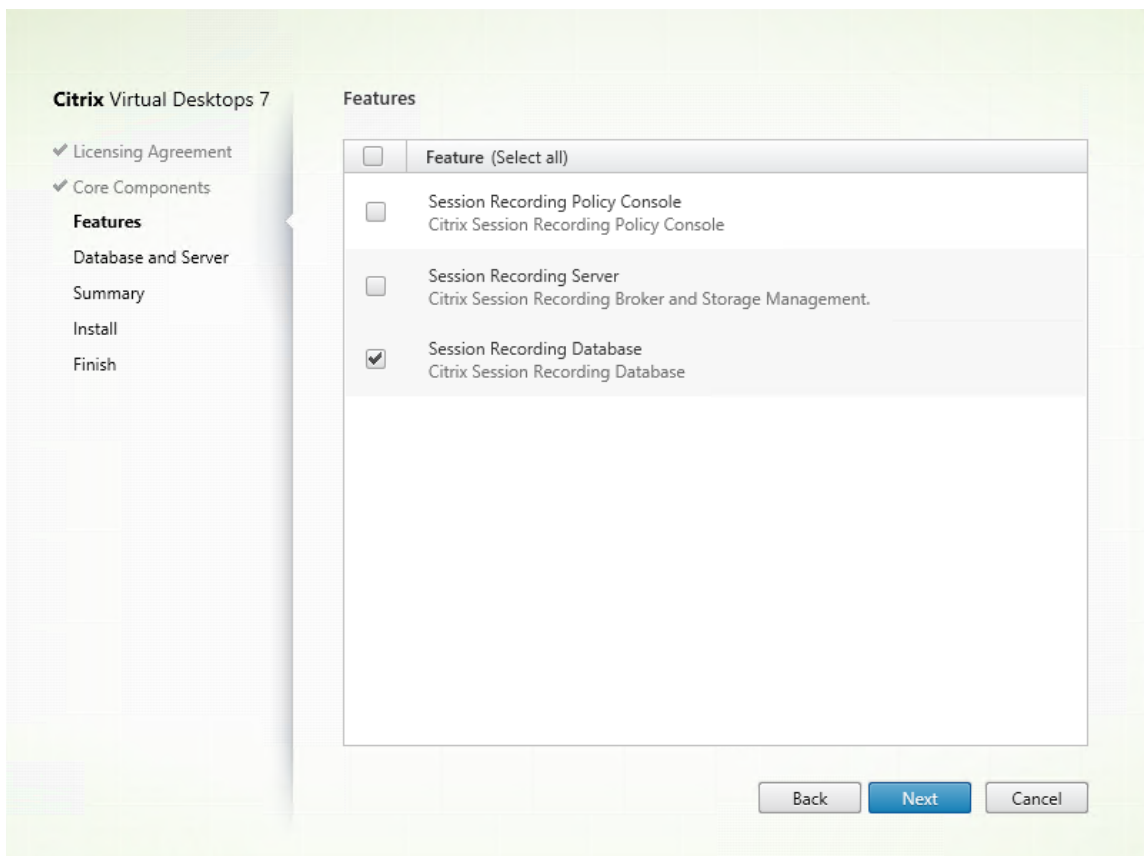 Citrix Virtual Desktops 7
Licensing Agreement
Core Components
Features
Database and Server
Summary
Install
Finish
Features
Feature (Select all)
Session Recording Policy Console
Citrix Session Recording Policy Console
Session Recording Server
Citrix Session Recording Broker and Storage Management.
Session Recording Database
Citrix Session Recording Database
Back Next Cancel